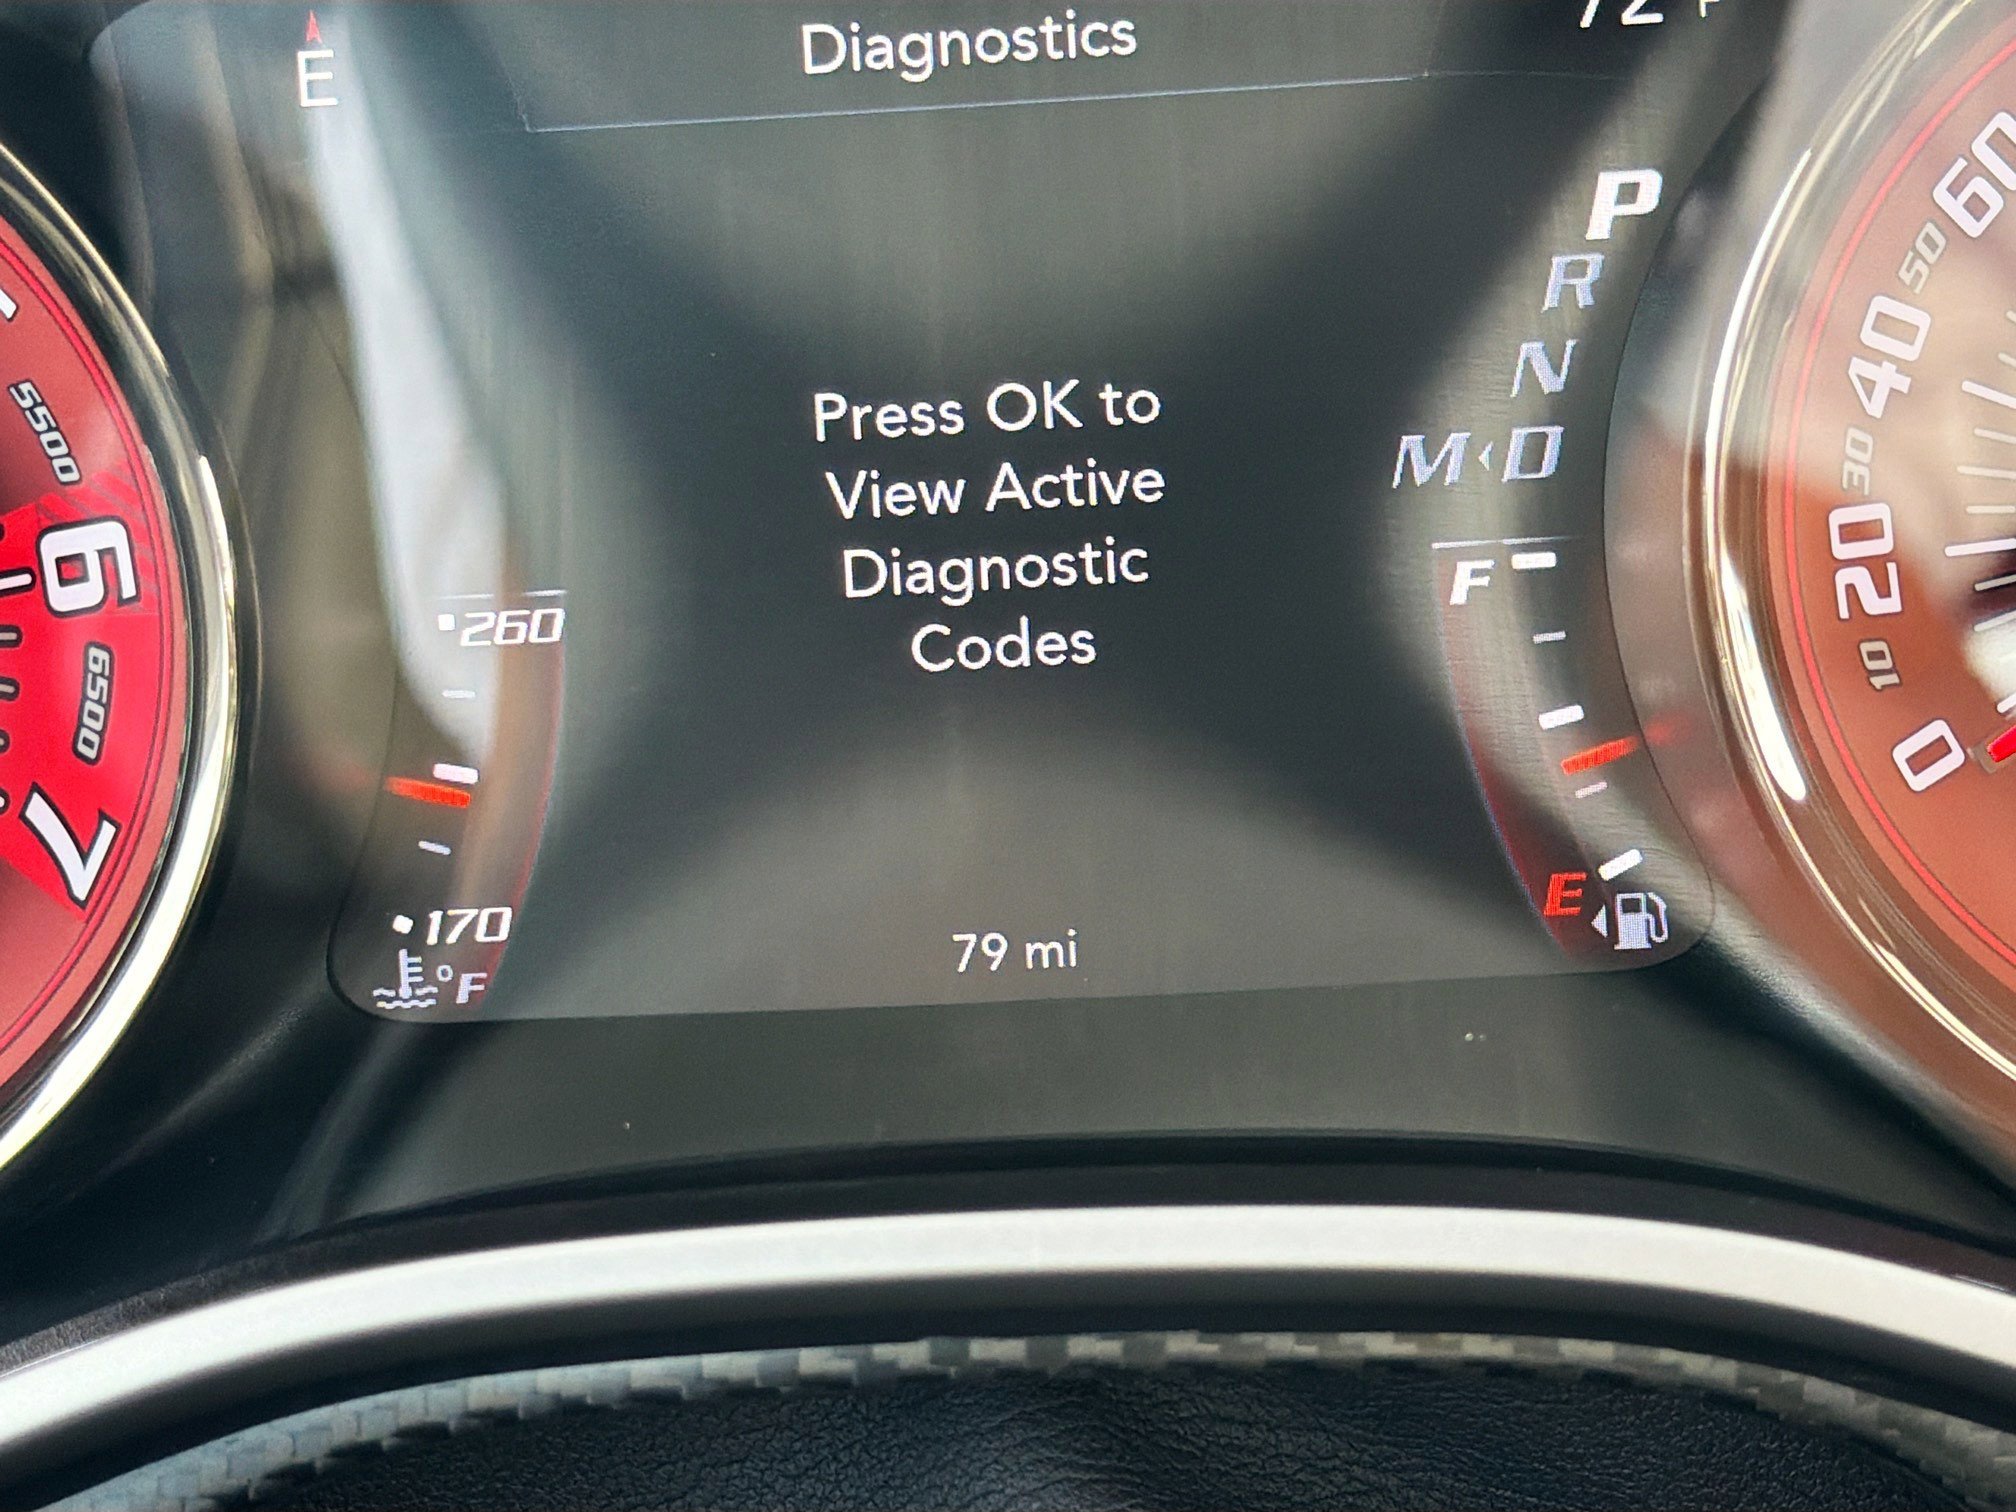 E
Diagnostics
Press OK to
View Active
Diagnostic
Codes
P
R
N
M D
F
E
260
170
°F
79 mi
5500
6
6500
7
60
50
40
30
20
10
0